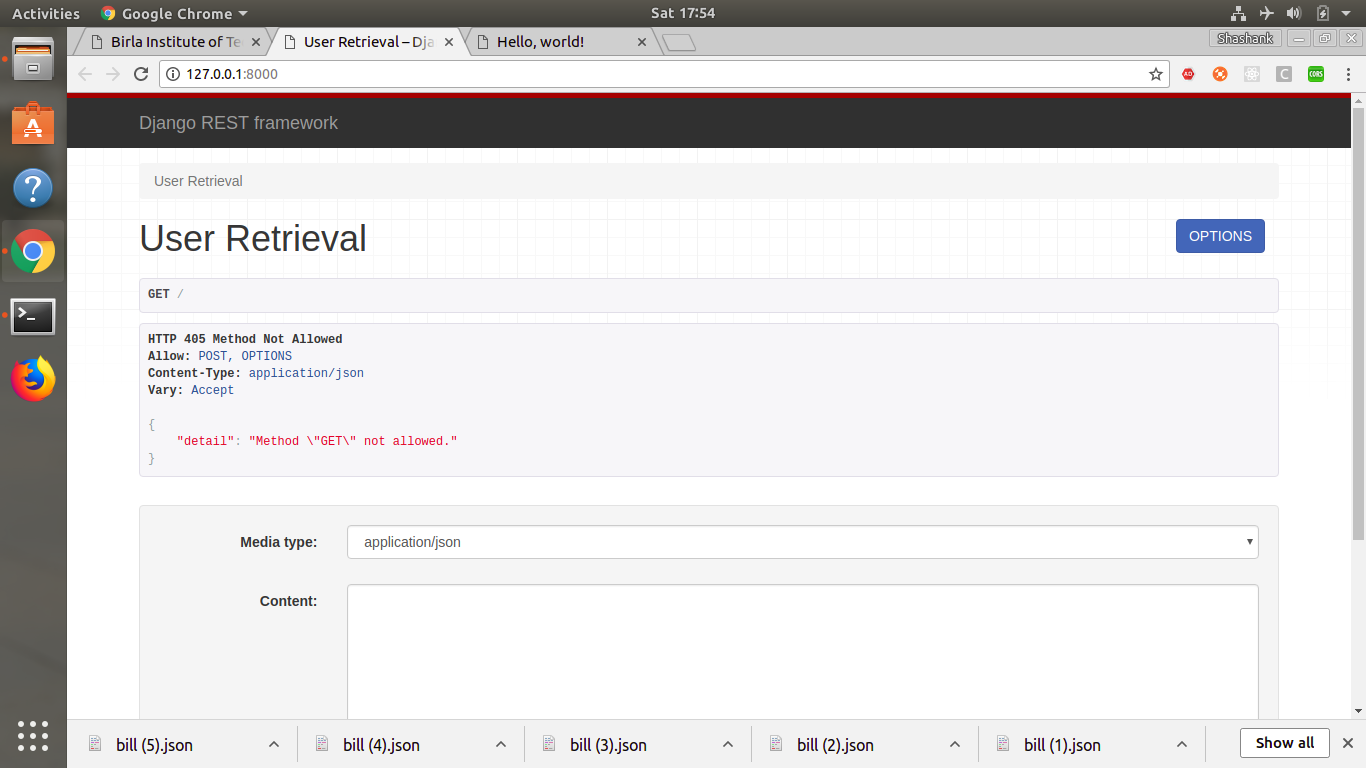 Activities Google Chrome Sat 17:54
Birla Institute of Te User Retrieval – Dja Hello, world! Shashank
127.0.0.1:8000
Django REST framework
User Retrieval
User Retrieval OPTIONS
GET /
HTTP 405 Method Not Allowed
Allow: POST, OPTIONS
Content-Type: application/json
Vary: Accept
{
"detail": "Method \"GET\" not allowed."
}
Media type: application/json
Content:
bill (5).json bill (4).json bill (3).json bill (2).json bill (1).json Show all